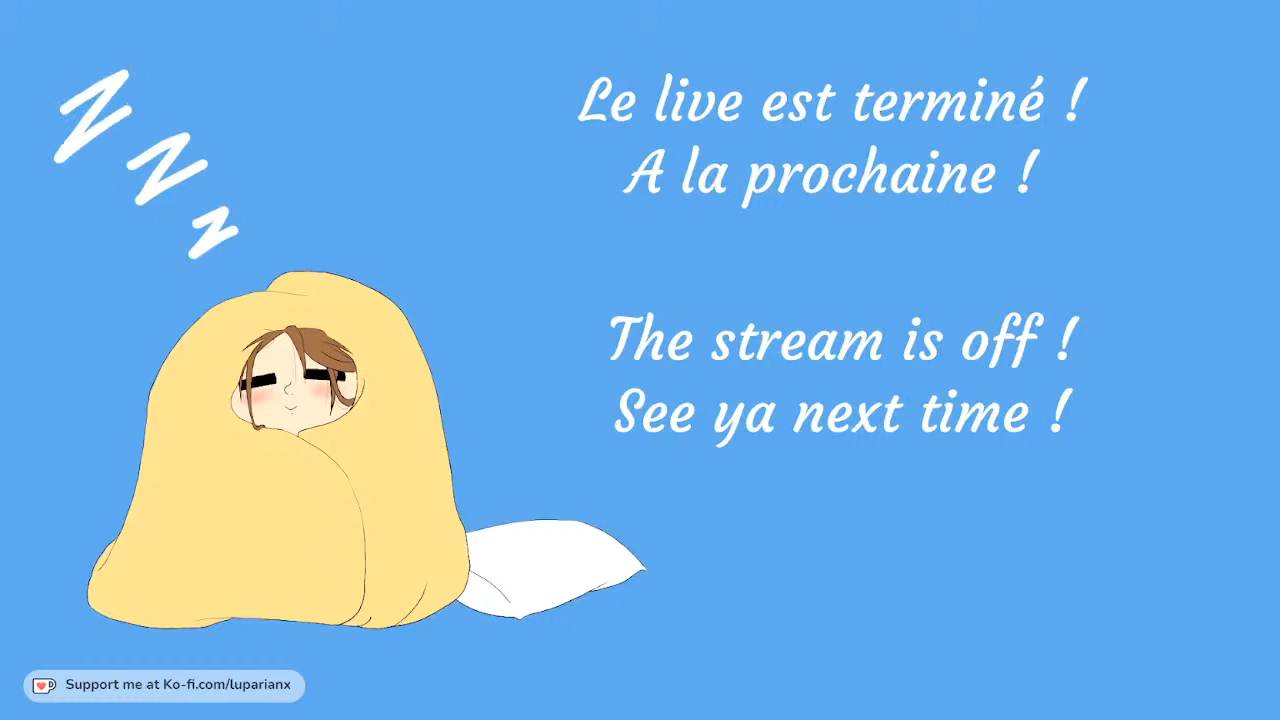 Z
Z
z
Le live est terminé !
A la prochaine !
The stream is off !
See ya next time !
Support me at Ko-fi.com/luparianx